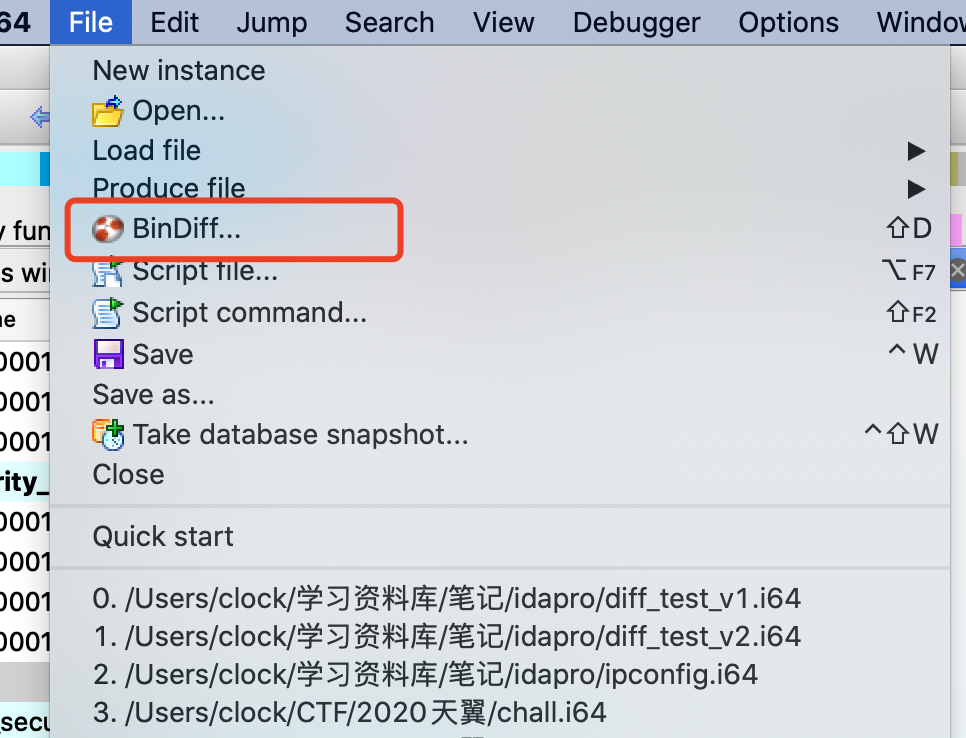 64 File Edit Jump Search View Debugger Options Window
New instance
Open...
Load file
Produce file
y fun
BinDiff... ⇧D
s wi
Script file... ⌥F7
ne
Script command... ⇧F2
0001
Save ^W
0001
Save as...
0001
Take database snapshot... ^⇧W
Close
rity_
0001
Quick start
0001
0001
0. /Users/clock/学习资料库/笔记/idapro/diff_test_v1.i64
0001
1. /Users/clock/学习资料库/笔记/idapro/diff_test_v2.i64
2. /Users/clock/学习资料库/笔记/idapro/ipconfig.i64
3. /Users/clock/CTF/2020天翼/chall.i64
_secu